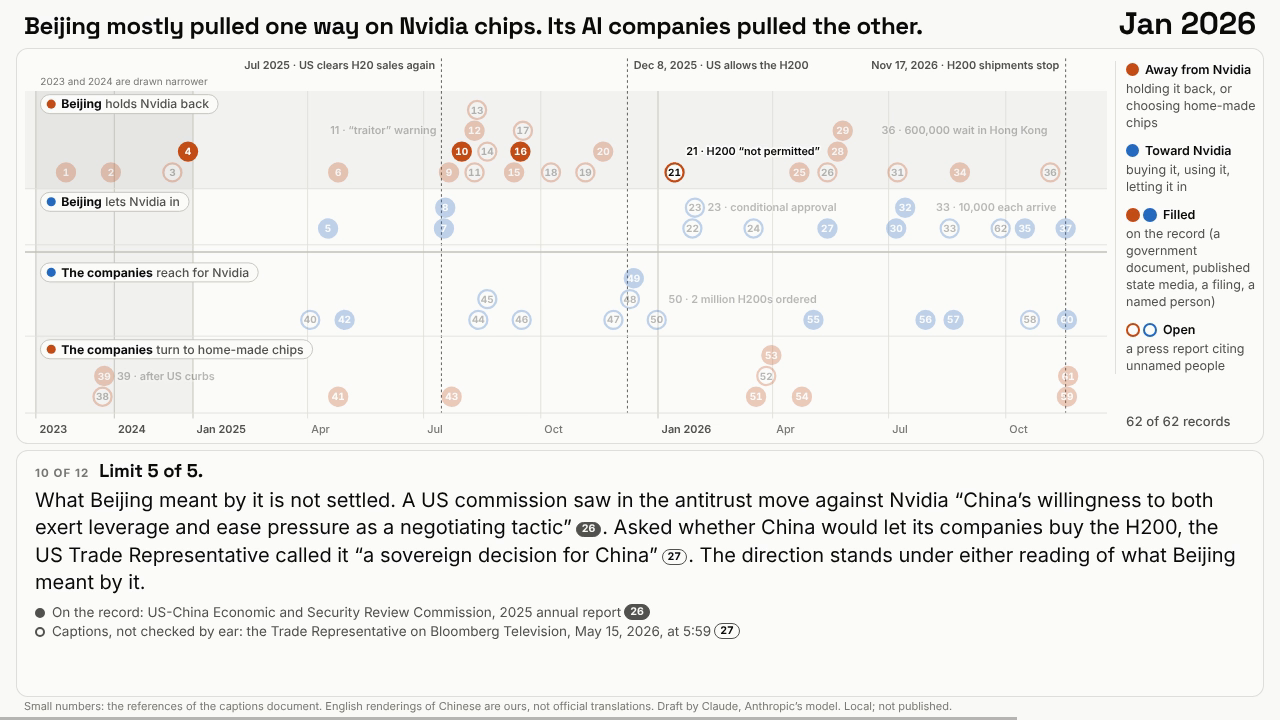 Beijing mostly pulled one way on Nvidia chips. Its AI companies pulled the other.
Jan 2026
Jul 2025 · US clears H20 sales again
Dec 8, 2025 · US allows the H200
Nov 17, 2026 · H200 shipments stop
2023 and 2024 are drawn narrower
Beijing holds Nvidia back
13
11 · “traitor” warning
12
17
29
36 · 600,000 wait in Hong Kong
4
10
14
16
20
21 · H200 “not permitted”
28
1
2
3
6
9
11
15
18
19
21
25
26
31
34
36
Beijing lets Nvidia in
8
23
23 · conditional approval
32
33 · 10,000 each arrive
5
7
22
24
27
30
33
62
35
37
The companies reach for Nvidia
49
45
48
50 · 2 million H200s ordered
40
42
44
46
47
50
55
56
57
58
60
The companies turn to home-made chips
53
39
39 · after US curbs
52
61
38
41
43
51
54
59
2023
2024
Jan 2025
Apr
Jul
Oct
Jan 2026
Apr
Jul
Oct
Away from Nvidia
holding it back, or
choosing home-made
chips
Toward Nvidia
buying it, using it,
letting it in
Filled
on the record (a
government
document, published
state media, a filing, a
named person)
Open
a press report citing
unnamed people
62 of 62 records
10 OF 12 Limit 5 of 5.
What Beijing meant by it is not settled. A US commission saw in the antitrust move against Nvidia “China’s willingness to both
exert leverage and ease pressure as a negotiating tactic” 26. Asked whether China would let its companies buy the H200, the
US Trade Representative called it “a sovereign decision for China” 27. The direction stands under either reading of what Beijing
meant by it.
On the record: US-China Economic and Security Review Commission, 2025 annual report 26
Captions, not checked by ear: the Trade Representative on Bloomberg Television, May 15, 2026, at 5:59 27
Small numbers: the references of the captions document. English renderings of Chinese are ours, not official translations. Draft by Claude, Anthropic’s model. Local; not published.